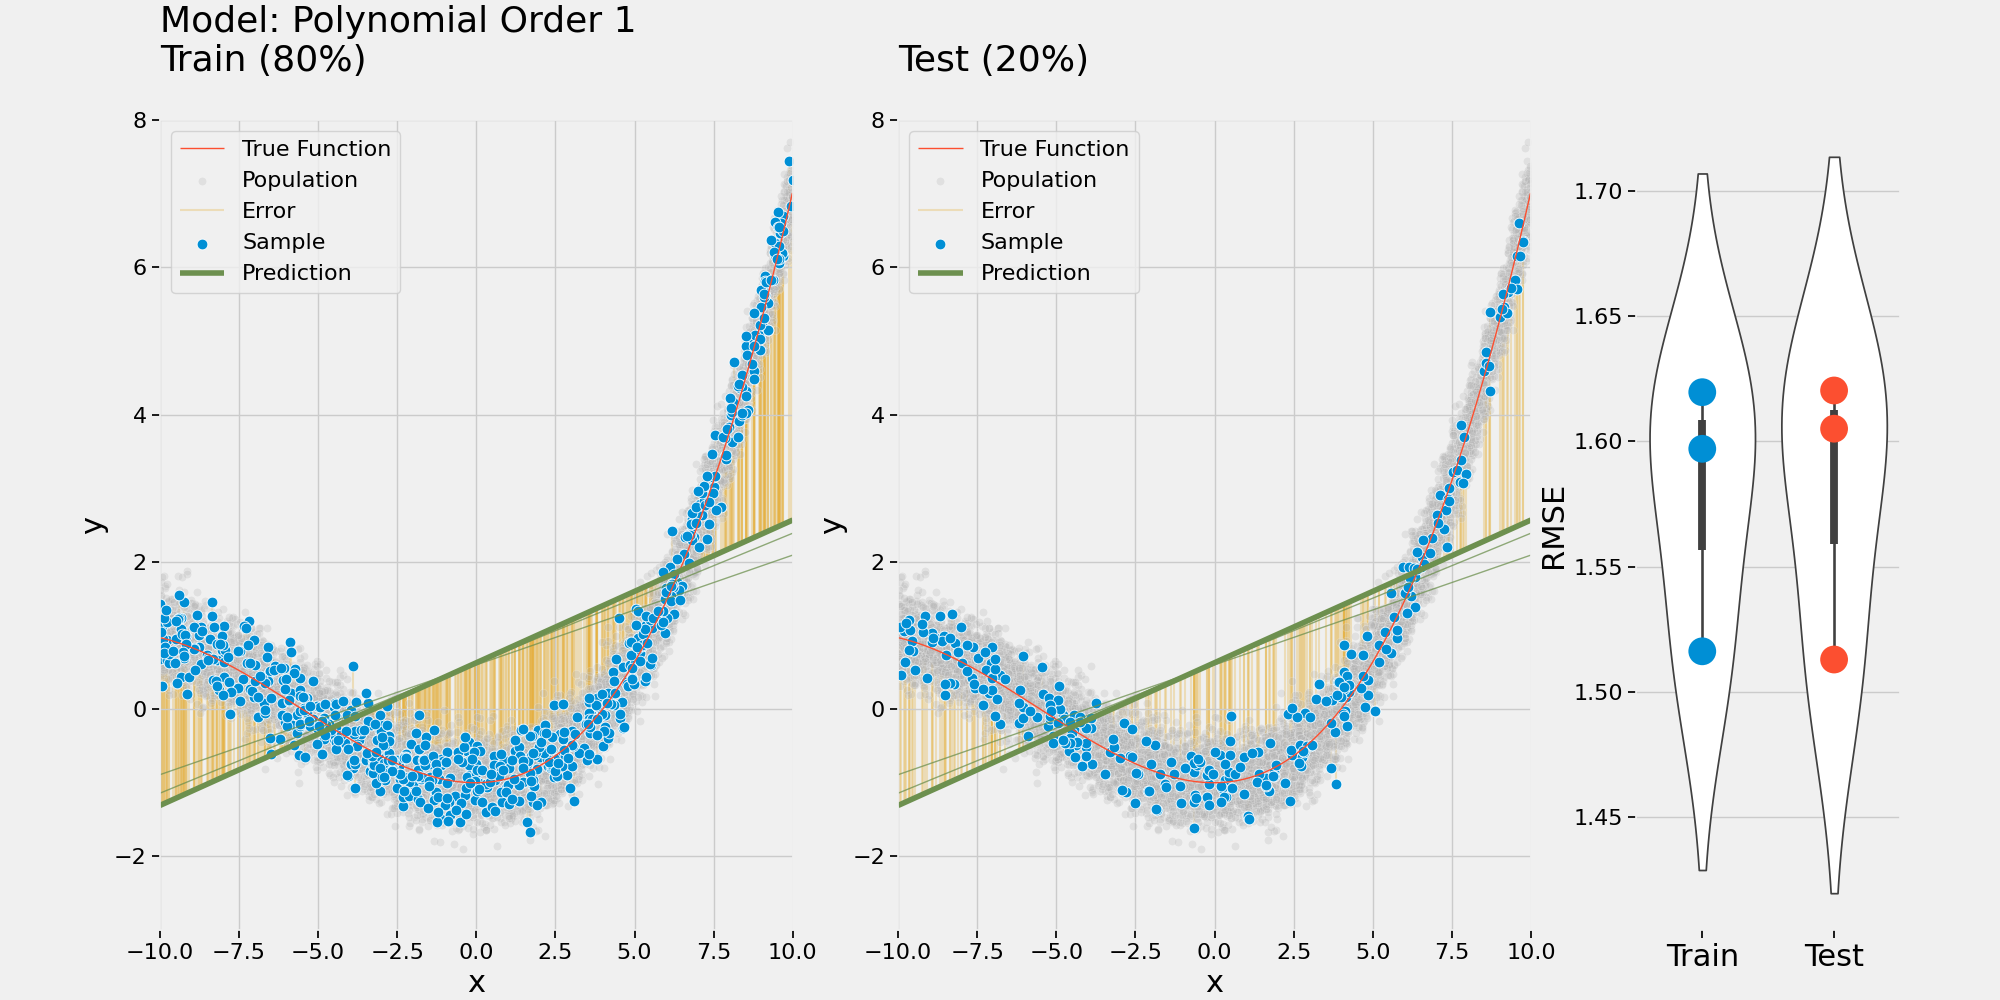 Model: Polynomial Order 1
Train (80%)
Test (20%)
8
6
4
2
0
−2
y
True Function
Population
Error
Sample
Prediction
−10.0 −7.5 −5.0 −2.5 0.0 2.5 5.0 7.5 10.0
x
8
6
4
2
0
−2
y
True Function
Population
Error
Sample
Prediction
−10.0 −7.5 −5.0 −2.5 0.0 2.5 5.0 7.5 10.0
x
1.70
1.65
1.60
1.55
1.50
1.45
RMSE
Train Test